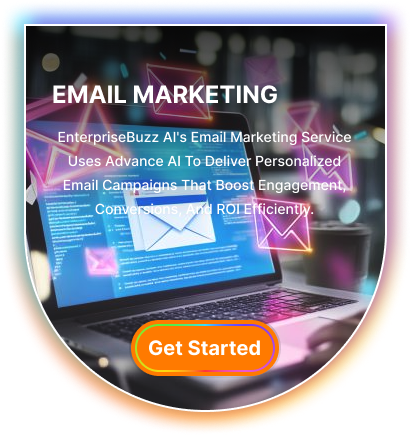 EMAIL MARKETING
EnterpriseBuzz AI's Email Marketing Service
Uses Advance AI To Deliver Personalized
Email Campaigns That Boost Engagement,
Conversions, And ROI Efficiently.
Get Started